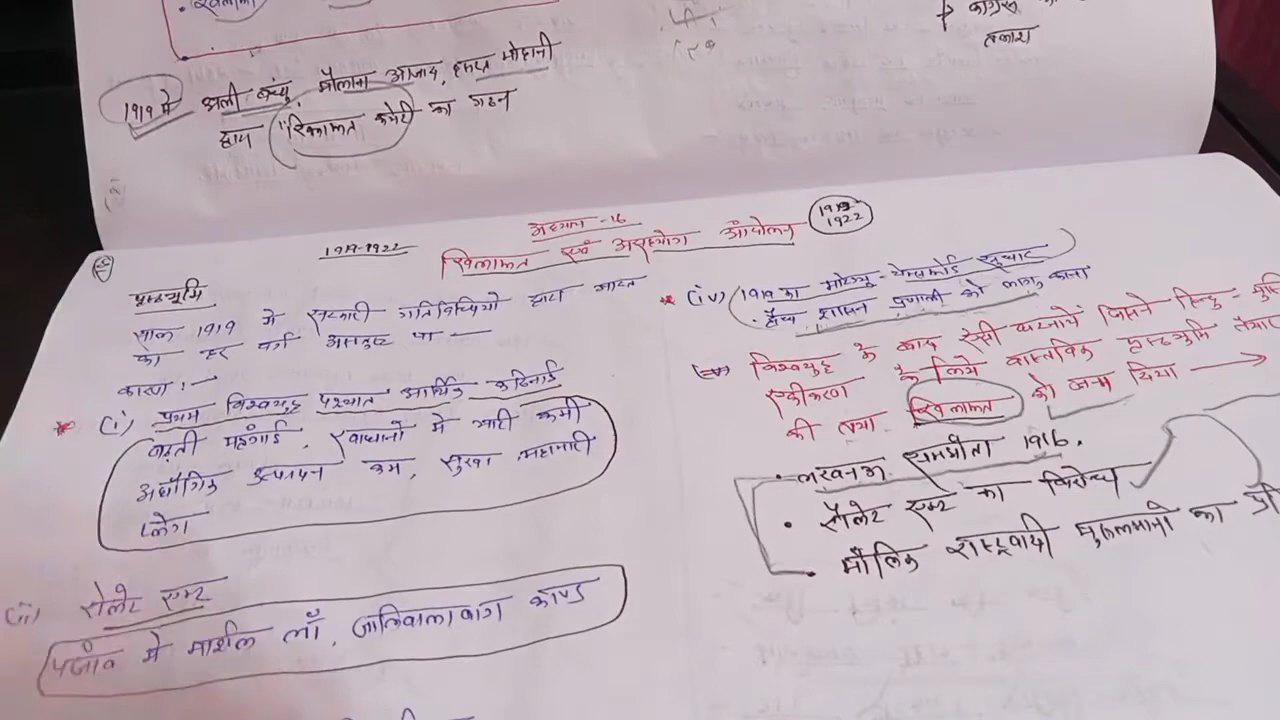 कांग्रेस
1919 में अली बन्धु, मौलाना आजाद, हसरत मोहानी
द्वारा "खिलाफत कमेटी का गठन
अध्याय-16
1919-1922
खिलाफत एवं असहयोग आंदोलन
1919
1922
पृष्ठभूमि
साल 1919 में सरकारी गतिविधियों द्वारा भारत
का हर वर्ग असंतुष्ट था —
कारण :-
(i) प्रथम विश्वयुद्ध पश्चात आर्थिक कठिनाई
बढ़ती महंगाई, खाद्यानों में भारी कमी
औद्योगिक उत्पादन कम, सुखा, महामारी
प्लेग
(ii) रोलेट एक्ट
पंजाब में मार्शल लॉ, जालिवालाबाग काण्ड
(iv) 1919 का मोंटेग्यू-चेम्सफोर्ड सुधार
• द्वैध शासन प्रणाली को लागू करना
विश्वयुद्ध के बाद ऐसी घटनायें जिसने हिन्दु-
एकीकरण के लिये वास्तविक पृष्ठभूमि तैयार
की तथा खिलाफत को जन्म दिया →
• लखनऊ समझौता 1916.
• रौलेट एक्ट का विरोध
• मौलिक राष्ट्रवादी मुसलमानो का